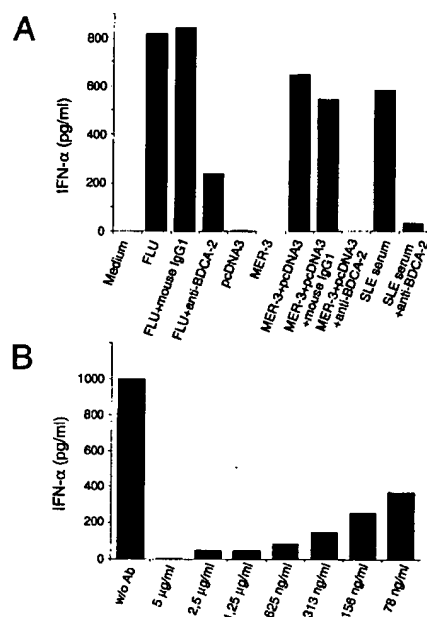 A
IFN-α (pg/ml)
800
600
400
200
0
Medium
FLU
FLU+mouse IgG1
FLU+anti-BDCA-2
pcDNA3
MER-3
MER-3+pcDNA3
MER-3+pcDNA3
+mouse IgG1
MER-3+pcDNA3
+anti-BDCA-2
SLE serum
SLE serum
+anti-BDCA-2
B
IFN-α (pg/ml)
1000
800
600
400
200
0
w/o Ab
5 μg/ml
2,5 μg/ml
1,25 μg/ml
625 ng/ml
313 ng/ml
156 ng/ml
78 ng/ml